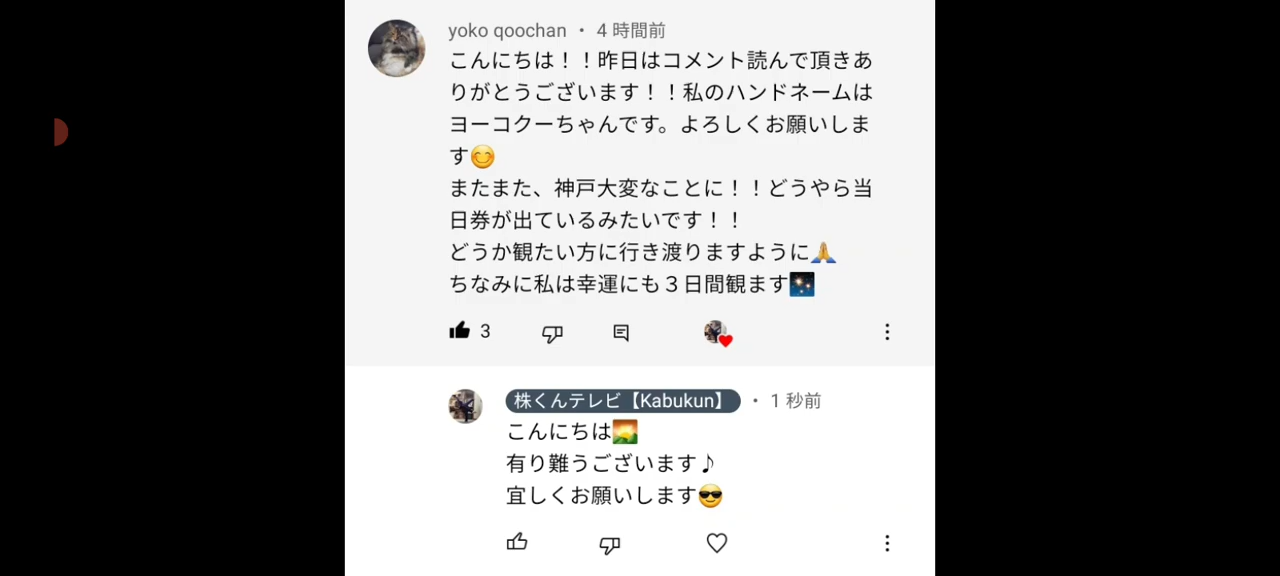 yoko qoochan ・ 4 時間前
こんにちは！！昨日はコメント読んで頂きあ
りがとうございます！！私のハンドネームは
ヨーコクーちゃんです。よろしくお願いしま
す😊
またまた、神戸大変なことに！！どうやら当
日券が出ているみたいです！！
どうか観たい方に行き渡りますように🙏
ちなみに私は幸運にも３日間観ます🎆
3
株くんテレビ【Kabukun】 ・ 1 秒前
こんにちは🌄
有り難うございます♪
宜しくお願いします😎